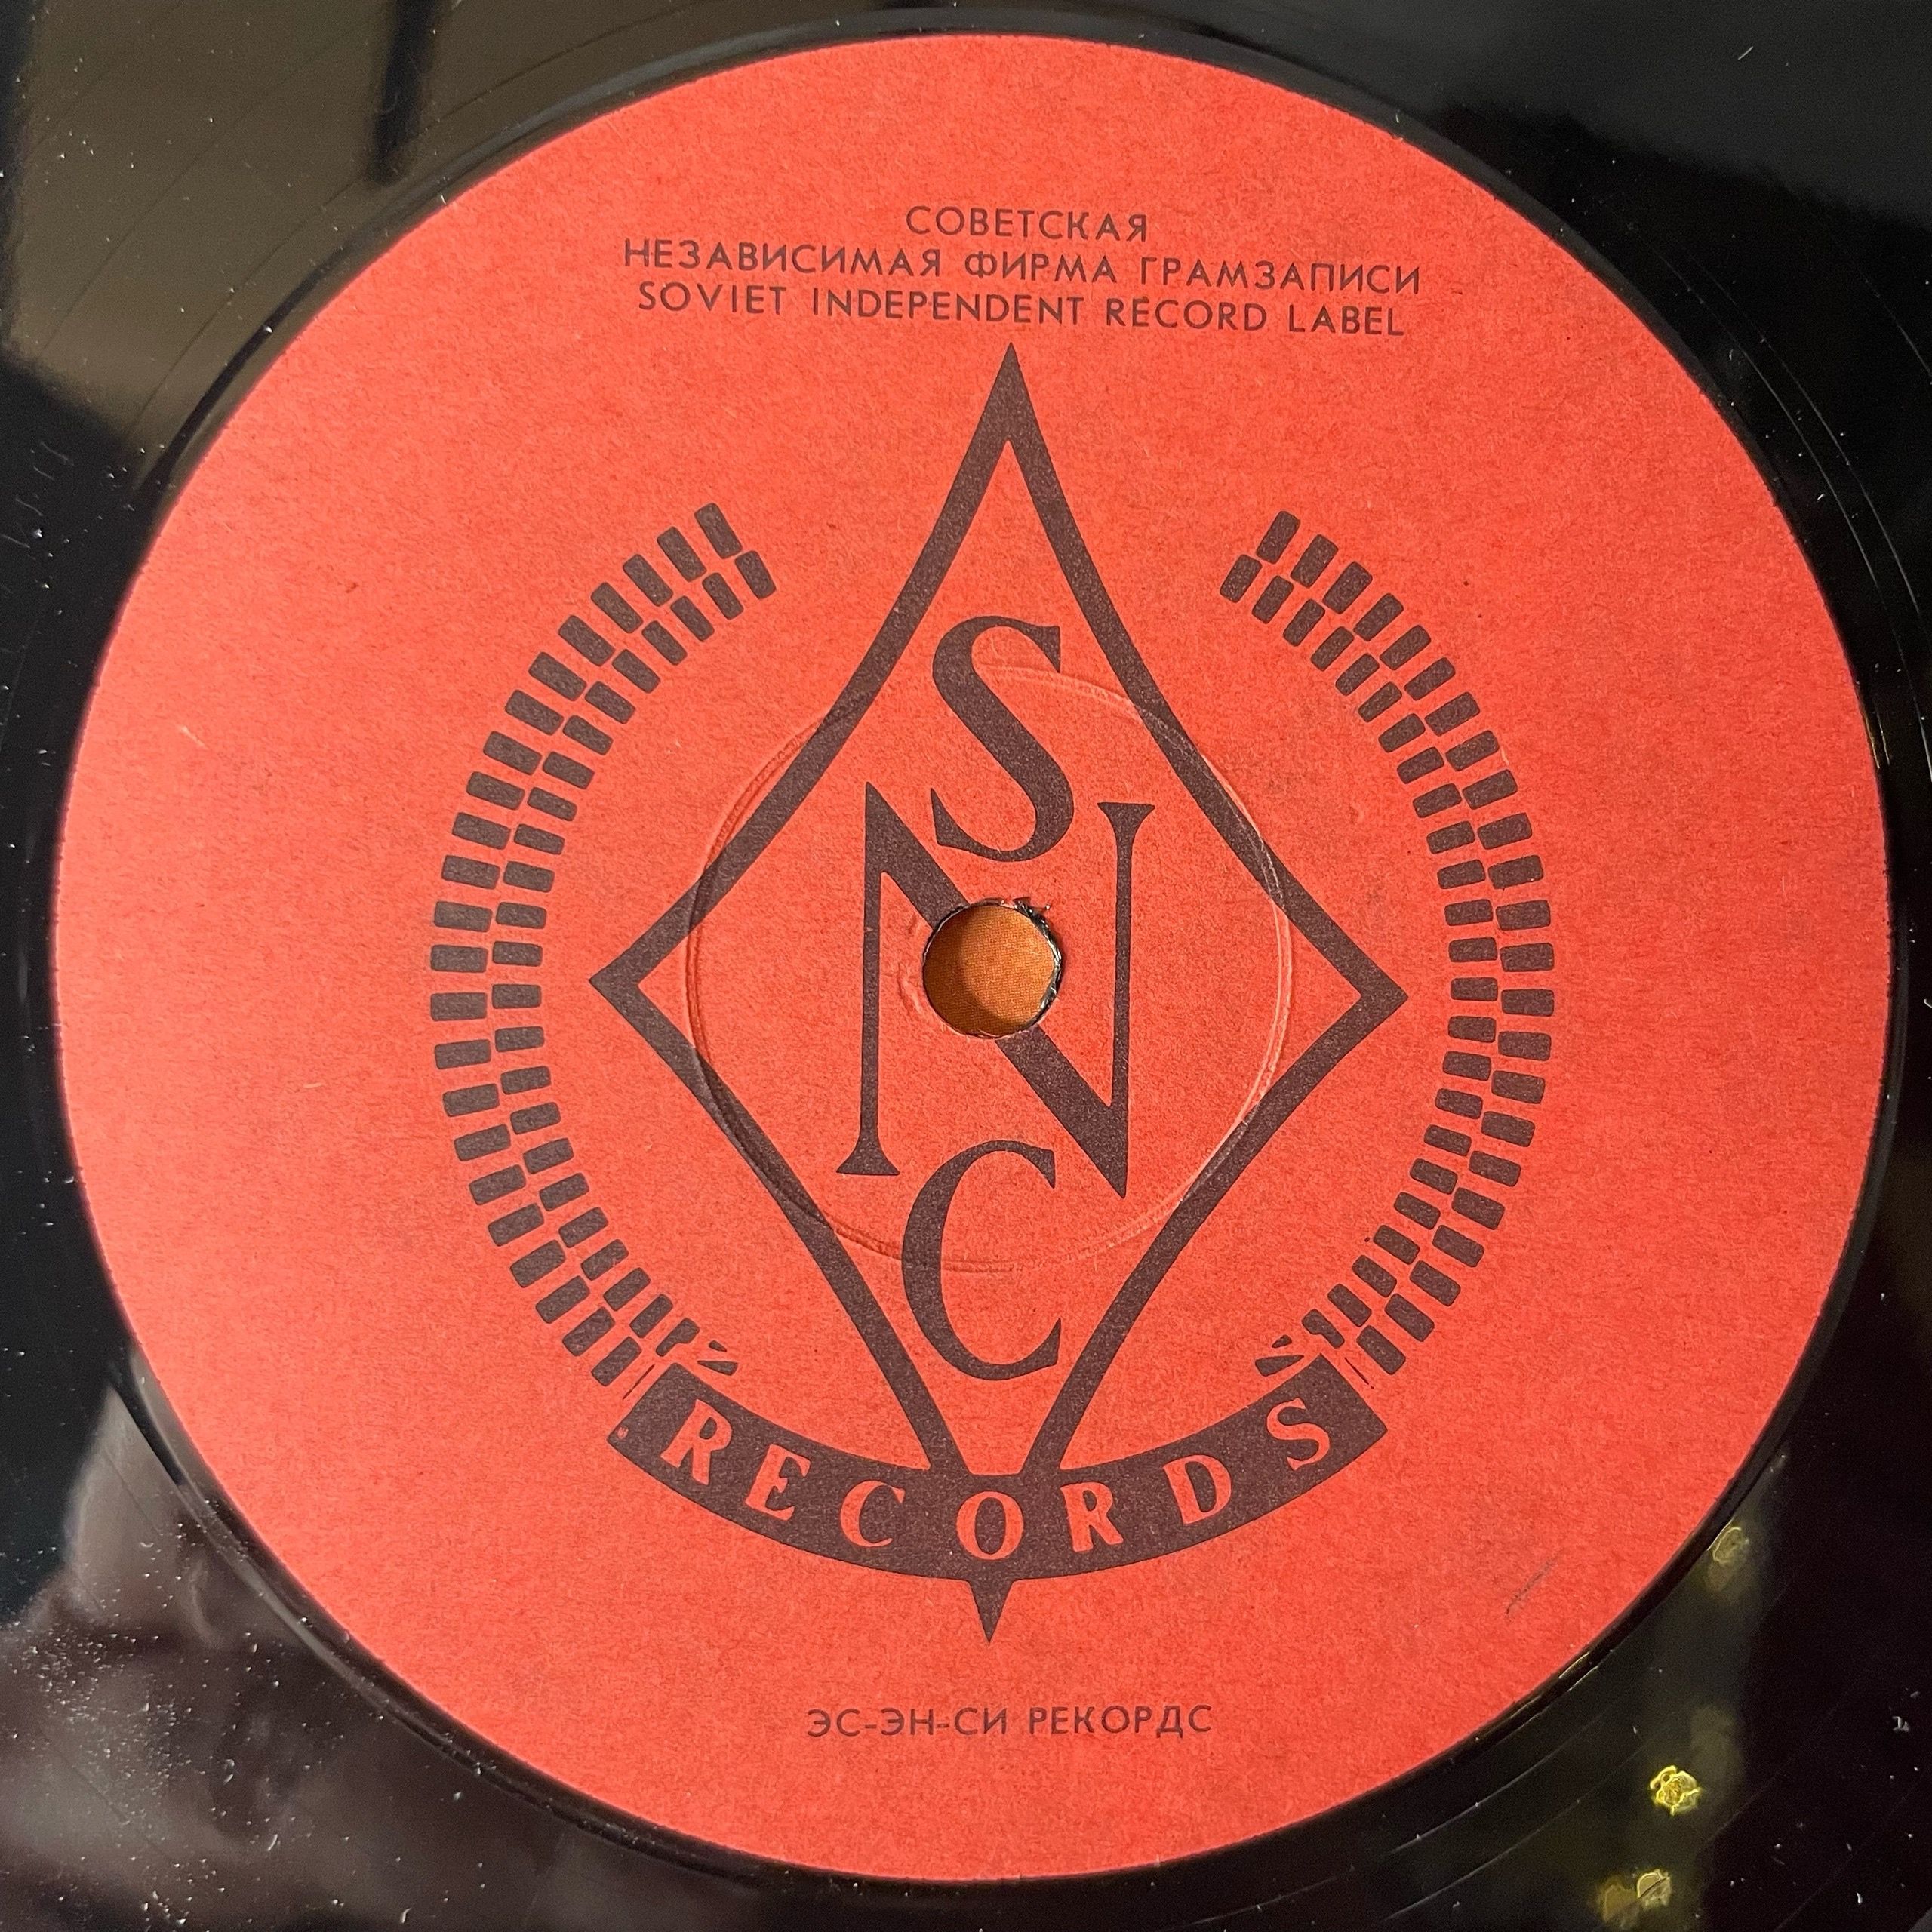 СОВЕТСКАЯ
НЕЗАВИСИМАЯ ФИРМА ГРАМЗАПИСИ
SOVIET INDEPENDENT RECORD LABEL
S
N
C
RECORDS
ЭС-ЭН-СИ РЕКОРДС